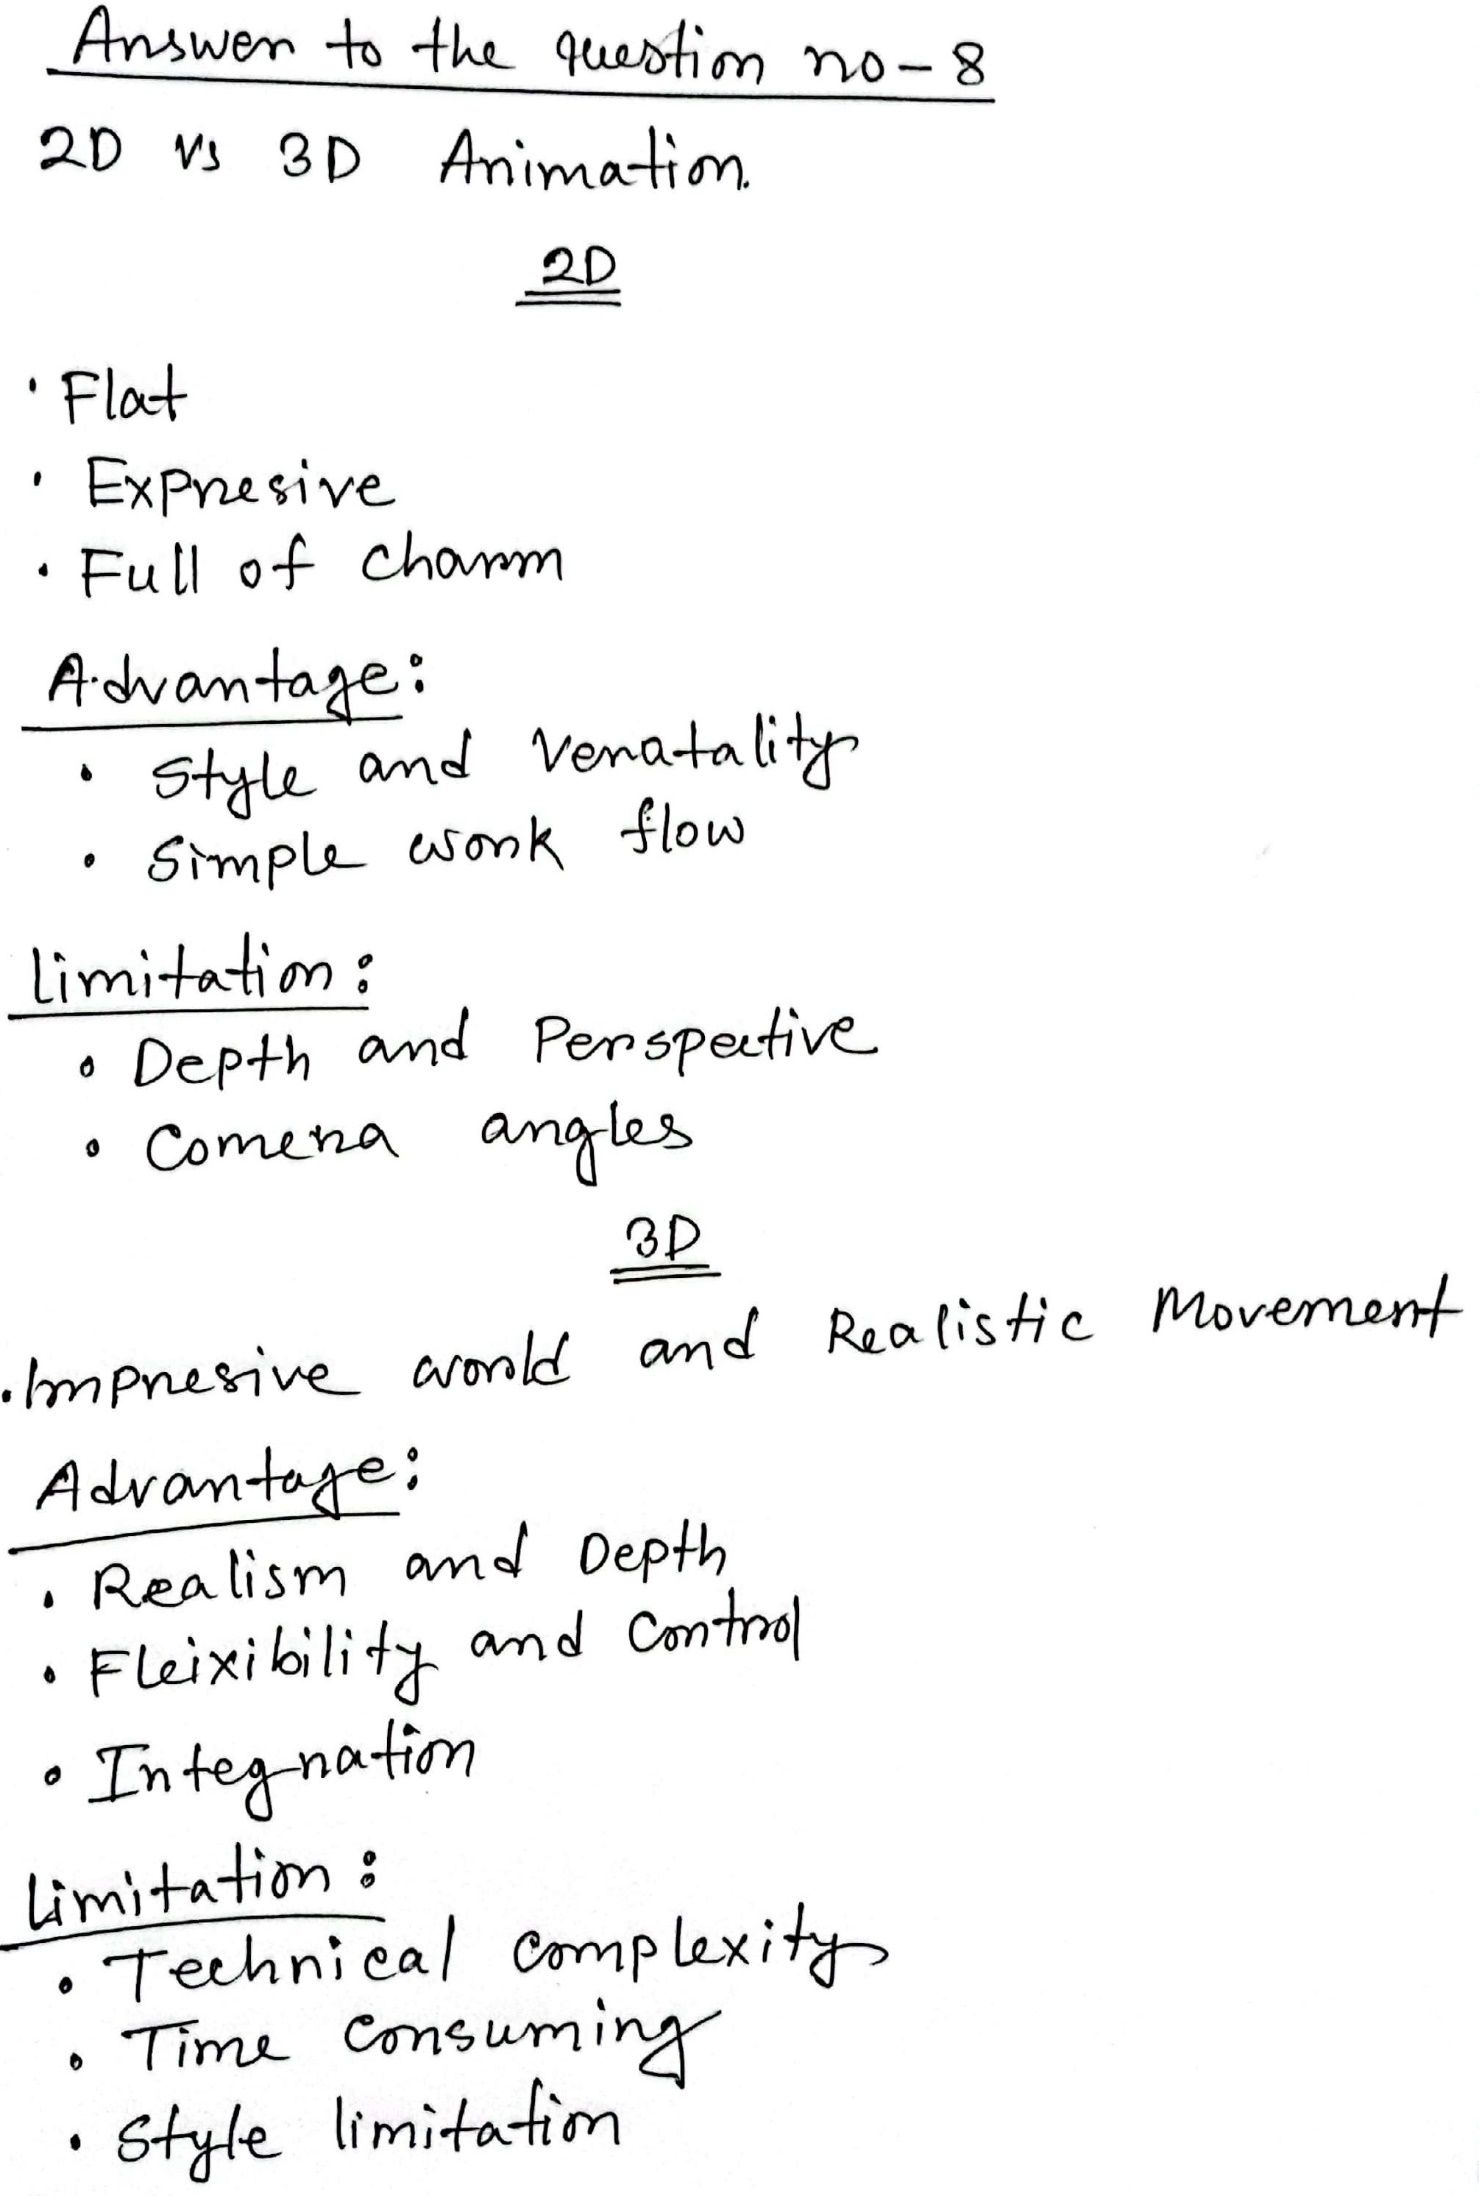 Answer to the question no - 8
2D vs 3D Animation.
2D
· Flat
· Expresive
· Full of charm
Advantage:
• Style and Veratality
• Simple work flow
Limitation:
• Depth and Perspective
• Comera angles
3D
• Impresive world and Realistic Movement
Advantage:
• Realism and Depth
• Fleixibility and Control
• Integration
Limitation:
• Technical complexity
• Time consuming
• Style limitation